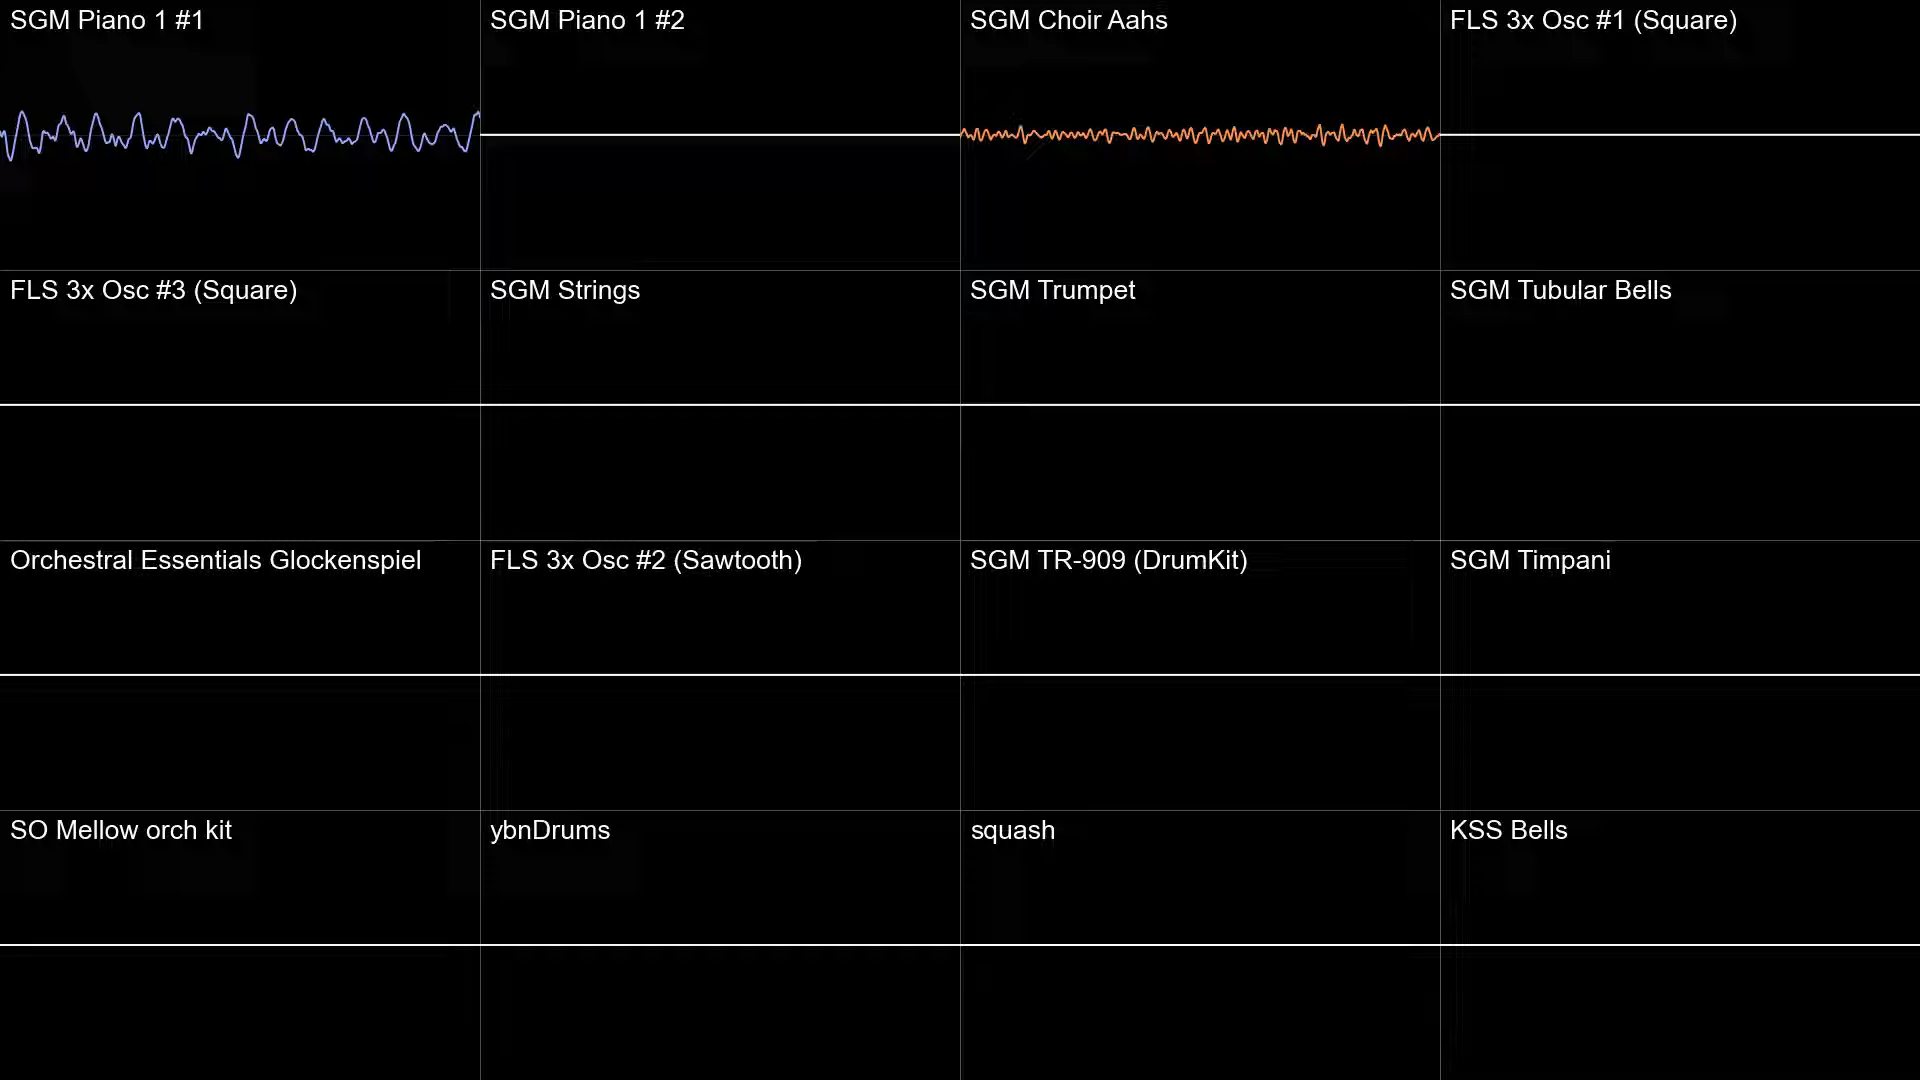 SGM Piano 1 #1
SGM Piano 1 #2
SGM Choir Aahs
FLS 3x Osc #1 (Square)
FLS 3x Osc #3 (Square)
SGM Strings
SGM Trumpet
SGM Tubular Bells
Orchestral Essentials Glockenspiel
FLS 3x Osc #2 (Sawtooth)
SGM TR-909 (DrumKit)
SGM Timpani
SO Mellow orch kit
ybnDrums
squash
KSS Bells